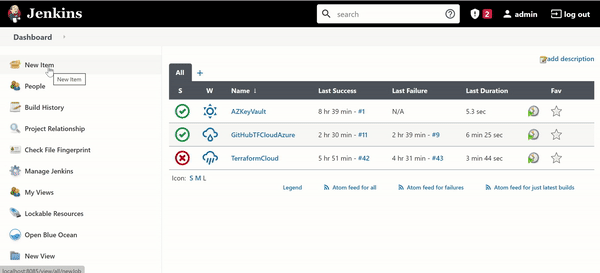 Jenkins
search
2
admin
log out
Dashboard
New Item
New Item
People
Build History
Project Relationship
Check File Fingerprint
Manage Jenkins
My Views
Lockable Resources
Open Blue Ocean
New View
localhost:8085/view/all/newJob
add description
All +
S W Name ↓ Last Success Last Failure Last Duration Fav
AZKeyVault 8 hr 39 min - #1 N/A 5.3 sec
GitHubTFCloudAzure 2 hr 30 min - #11 2 hr 39 min - #9 6 min 25 sec
TerraformCloud 5 hr 51 min - #42 4 hr 31 min - #43 3 min 44 sec
Icon: S M L
Legend Atom feed for all Atom feed for failures Atom feed for just latest builds